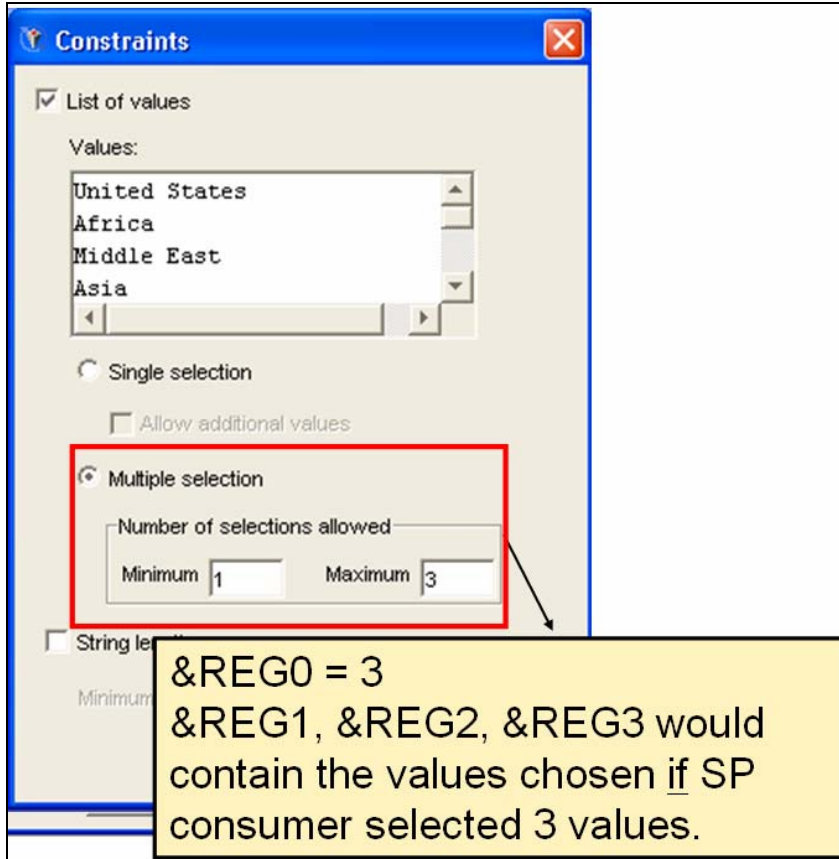 Constraints
List of values
Values:
United States
Africa
Middle East
Asia
Single selection
Allow additional values
Multiple selection
Number of selections allowed
Minimum 1 Maximum 3
String
Minimum
&REG0 = 3
&REG1, &REG2, &REG3 would
contain the values chosen if SP
consumer selected 3 values.